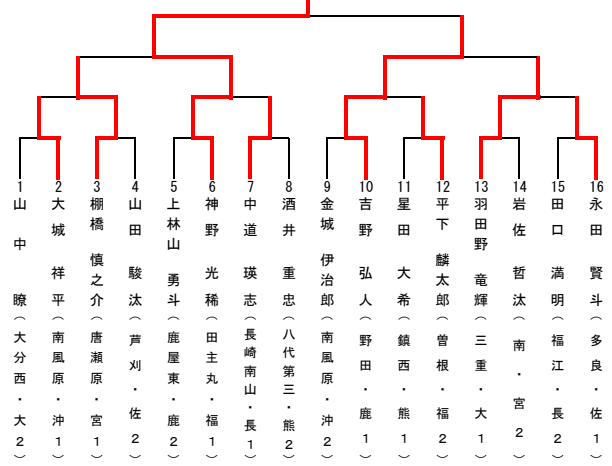 1 山中 暸（大分西・大2）
2 大城 祥平（南風原・沖1）
3 棚橋 慎之介（唐瀬原・宮1）
4 山田 駿汰（芦刈・佐2）
5 上林山 勇斗（鹿屋東・鹿2）
6 神野 光稀（田主丸・福1）
7 中道 瑛志（長崎南山・長1）
8 酒井 重忠（八代第三・熊2）
9 金城 伊治郎（南風原・沖2）
10 吉野 弘人（野田・鹿1）
11 星田 大希（鎮西・熊1）
12 平下 麟太郎（曽根・福2）
13 羽田野 竜輝（三重・大1）
14 岩佐 哲汰（南・宮2）
15 田口 満明（福江・長2）
16 永田 賢斗（多良・佐1）